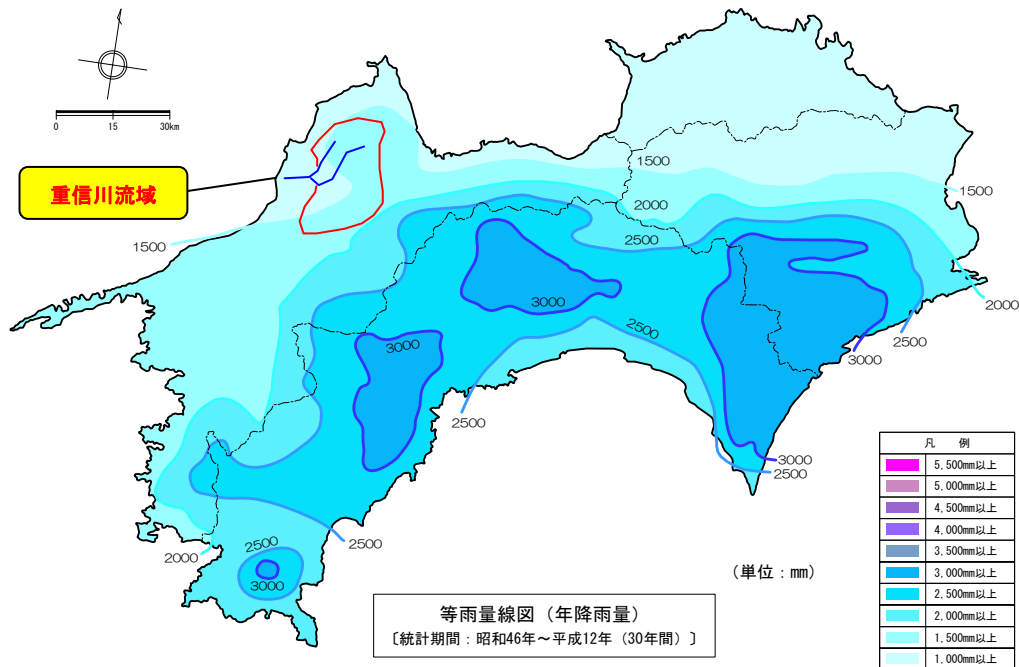 0 15 30km
重信川流域
1500
1500
1500
2000
2500
3000
2000
2500
3000
2500
3000
2500
3000
2500
2500
2000
2500
3000
（単位：mm）
等雨量線図（年降雨量）
〔統計期間：昭和46年～平成12年（30年間）〕
凡 例
5,500mm以上
5,000mm以上
4,500mm以上
4,000mm以上
3,500mm以上
3,000mm以上
2,500mm以上
2,000mm以上
1,500mm以上
1,000mm以上